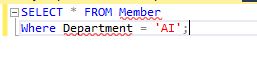 SELECT * FROM Member
Where Department = 'AI';